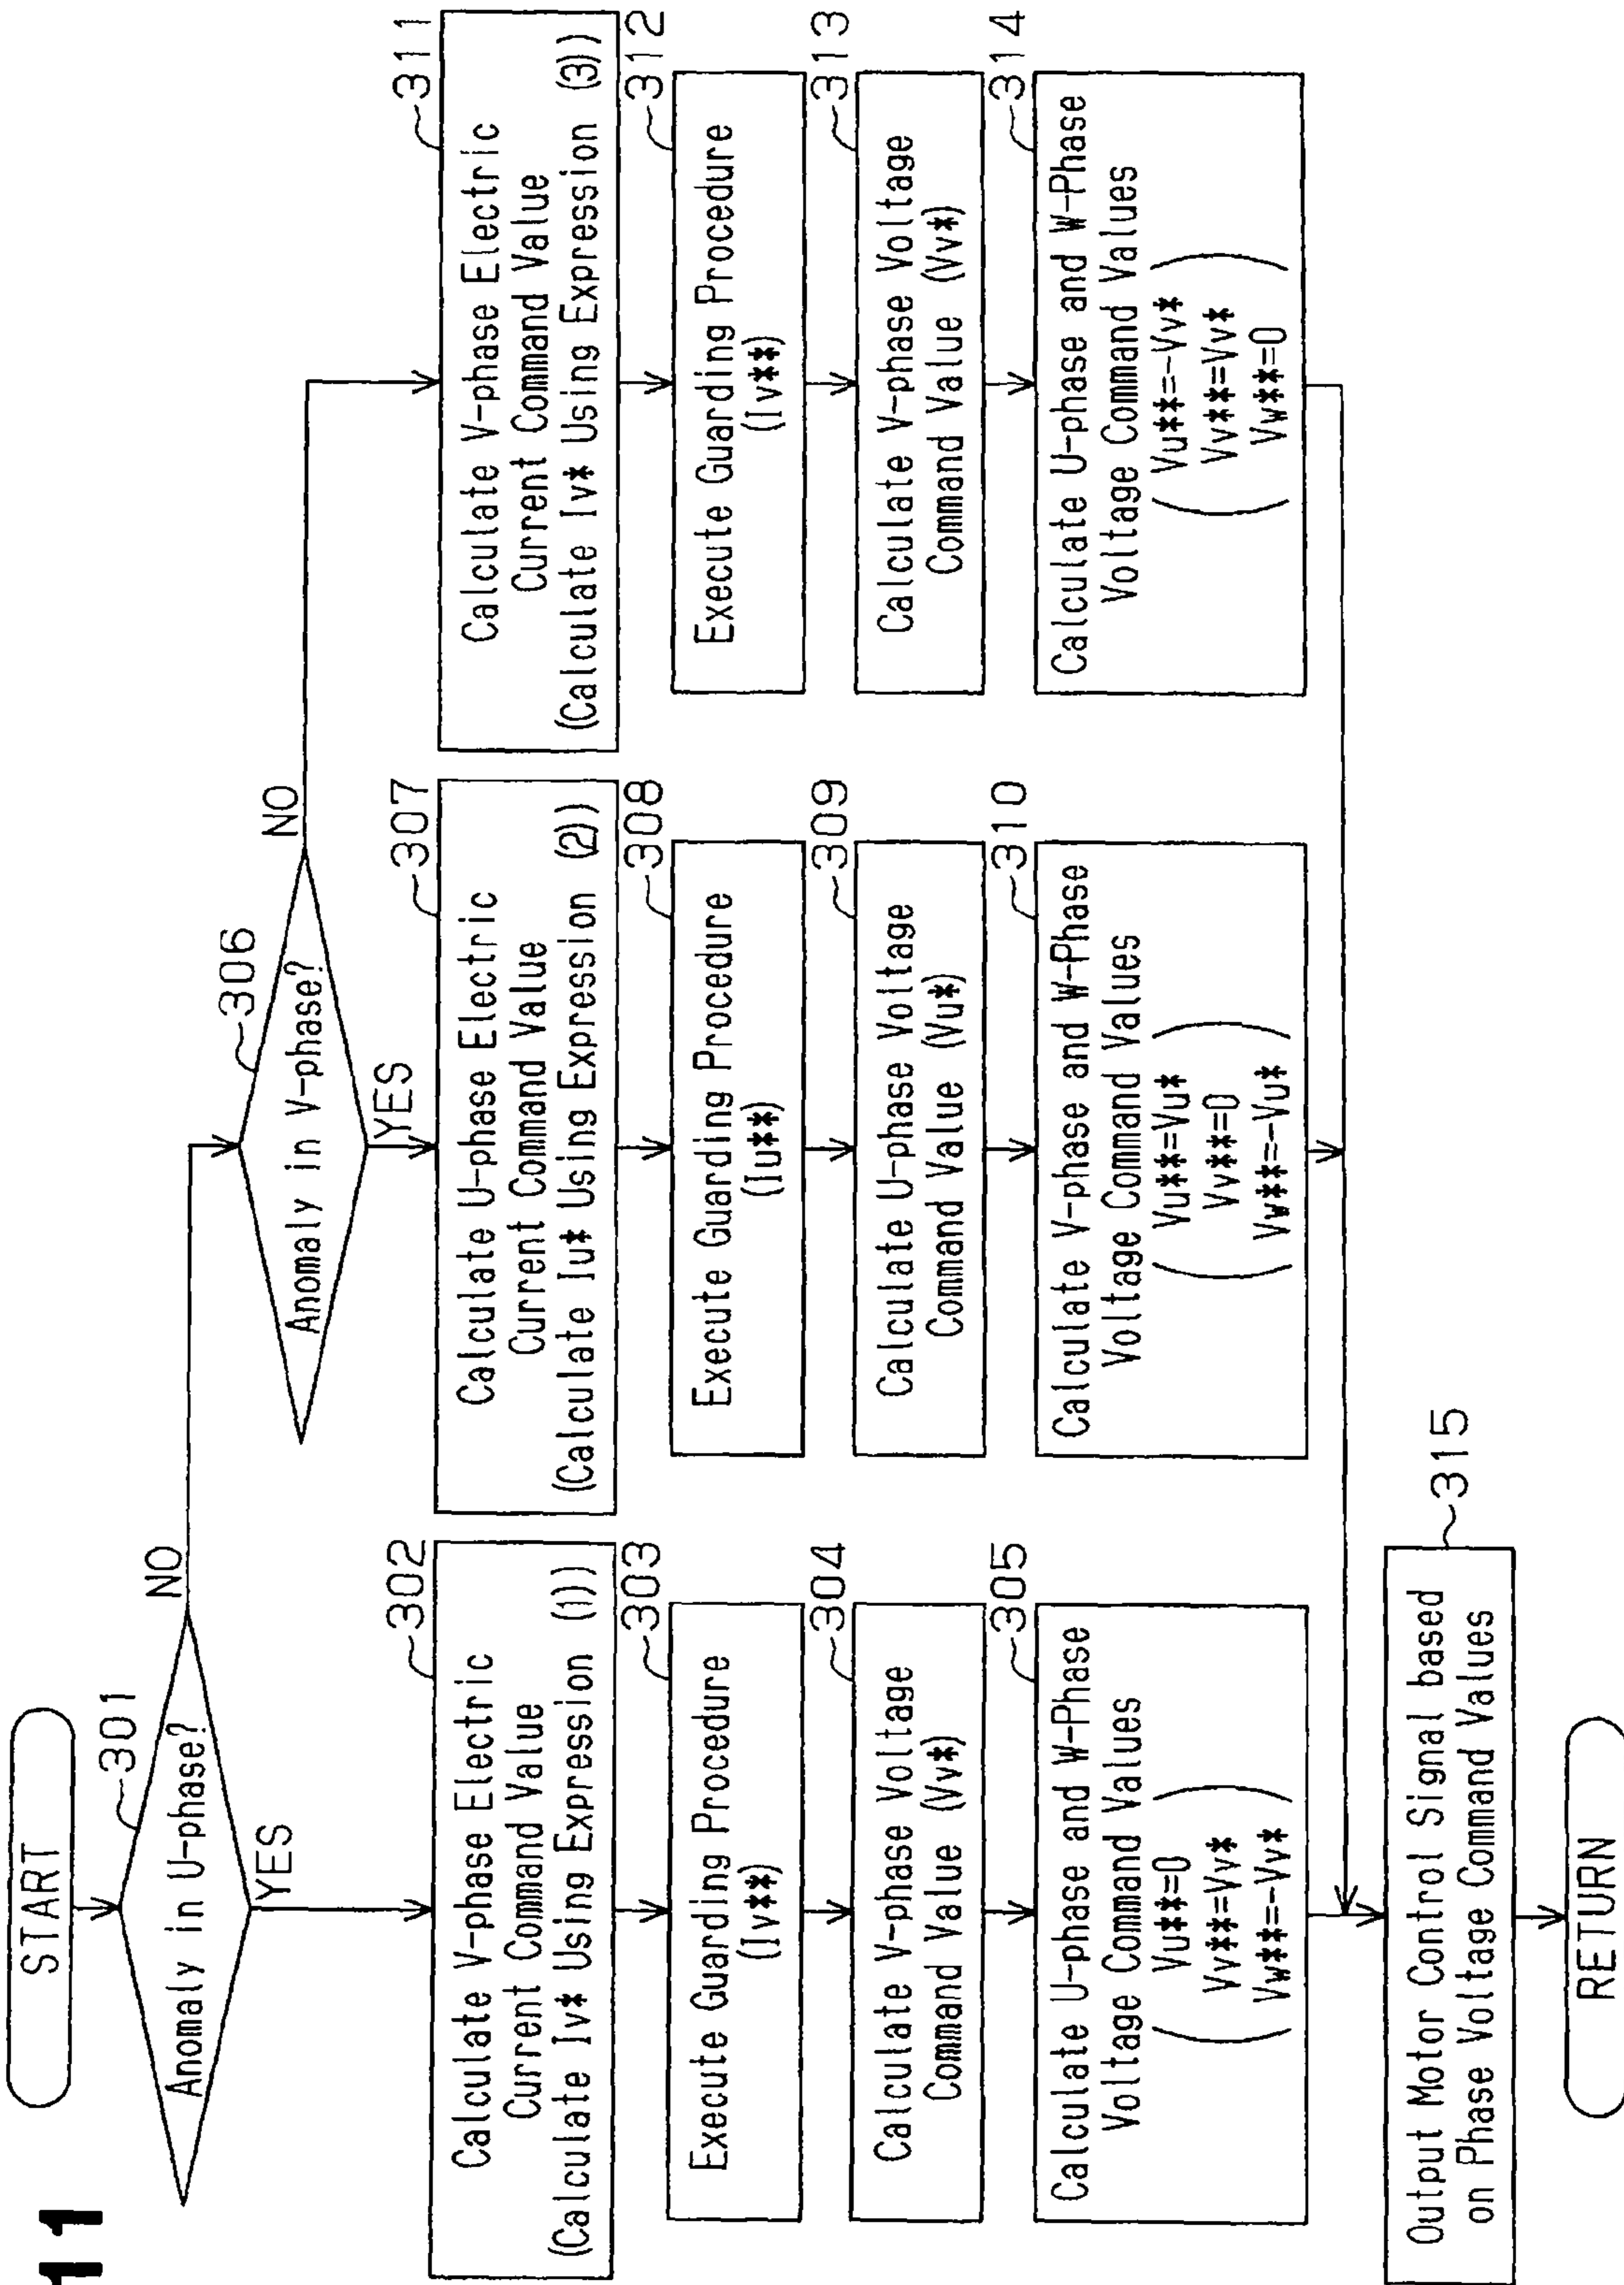 11
START
301
Anomaly in U-phase?
NO
YES
302
Calculate V-phase Electric
Current Command Value
(Calculate Iv* Using Expression (1))
303
Execute Guarding Procedure
(Iv**)
304
Calculate V-phase Voltage
Command Value (Vv*)
305
Calculate U-phase and W-Phase
Voltage Command Values
Vu**=0
Vv**=Vv*
Vw**=-Vv*
306
Anomaly in V-phase?
NO
YES
307
Calculate U-phase Electric
Current Command Value
(Calculate Iu* Using Expression (2))
308
Execute Guarding Procedure
(Iu**)
309
Calculate U-phase Voltage
Command Value (Vu*)
310
Calculate V-phase and W-Phase
Voltage Command Values
Vu**=Vu*
Vv**=0
Vw**=-Vu*
311
Calculate V-phase Electric
Current Command Value
(Calculate Iv* Using Expression (3))
312
Execute Guarding Procedure
(Iv**)
313
Calculate V-phase Voltage
Command Value (Vv*)
314
Calculate U-phase and W-Phase
Voltage Command Values
Vu**=-Vv*
Vv**=Vv*
Vw**=0
315
Output Motor Control Signal based
on Phase Voltage Command Values
RETURN